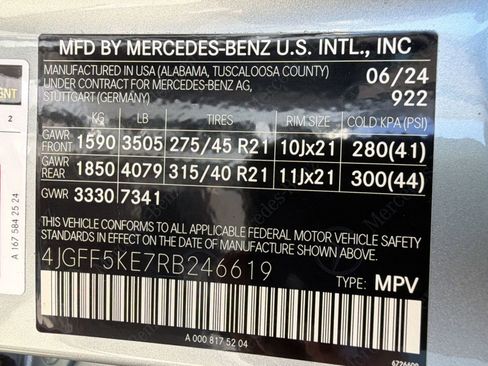 MFD BY MERCEDES-BENZ U.S. INTL., INC
MANUFACTURED IN USA (ALABAMA, TUSCALOOSA COUNTY) 06/24
UNDER CONTRACT FOR MERCEDES-BENZ AG,
STUTTGART (GERMANY) 922
KG LB TIRES RIM SIZE COLD KPA (PSI)
GAWR FRONT 1590 3505 275/45 R21 10Jx21 280(41)
GAWR REAR 1850 4079 315/40 R21 11Jx21 300(44)
GVWR 3330 7341
THIS VEHICLE CONFORMS TO ALL APPLICABLE FEDERAL MOTOR VEHICLE SAFETY
STANDARDS IN EFFECT ON THE DATE OF MANUFACTURE SHOWN ABOVE.
4JGFF5KE7RB246619 TYPE: MPV
A 000 817 52 04
6726600
A 167 584 25 24
2